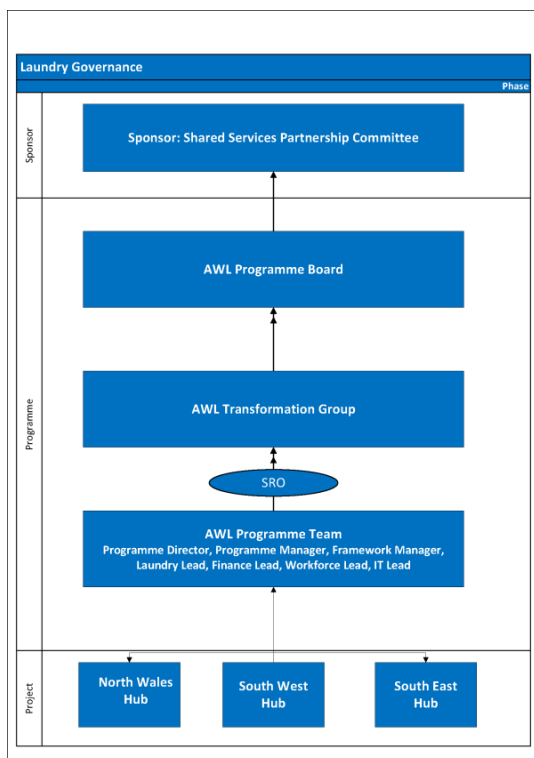 Laundry Governance
Phase
Sponsor
Sponsor: Shared Services Partnership Committee
Programme
AWL Programme Board
AWL Transformation Group
SRO
AWL Programme Team
Programme Director, Programme Manager, Framework Manager,
Laundry Lead, Finance Lead, Workforce Lead, IT Lead
Project
North Wales
Hub
South West
Hub
South East
Hub